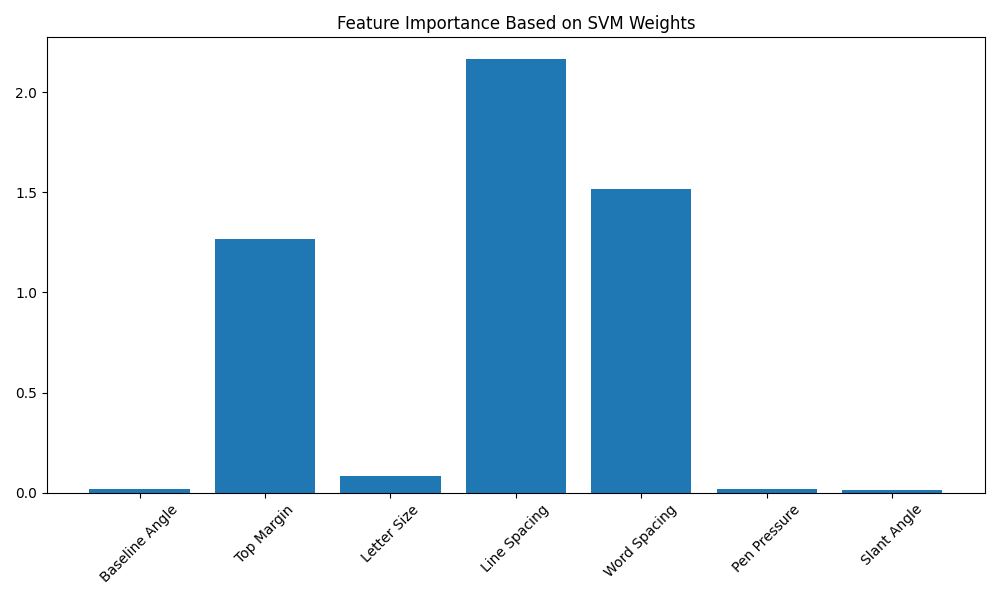 Feature Importance Based on SVM Weights
2.0
1.5
1.0
0.5
0.0
Baseline Angle
Top Margin
Letter Size
Line Spacing
Word Spacing
Pen Pressure
Slant Angle